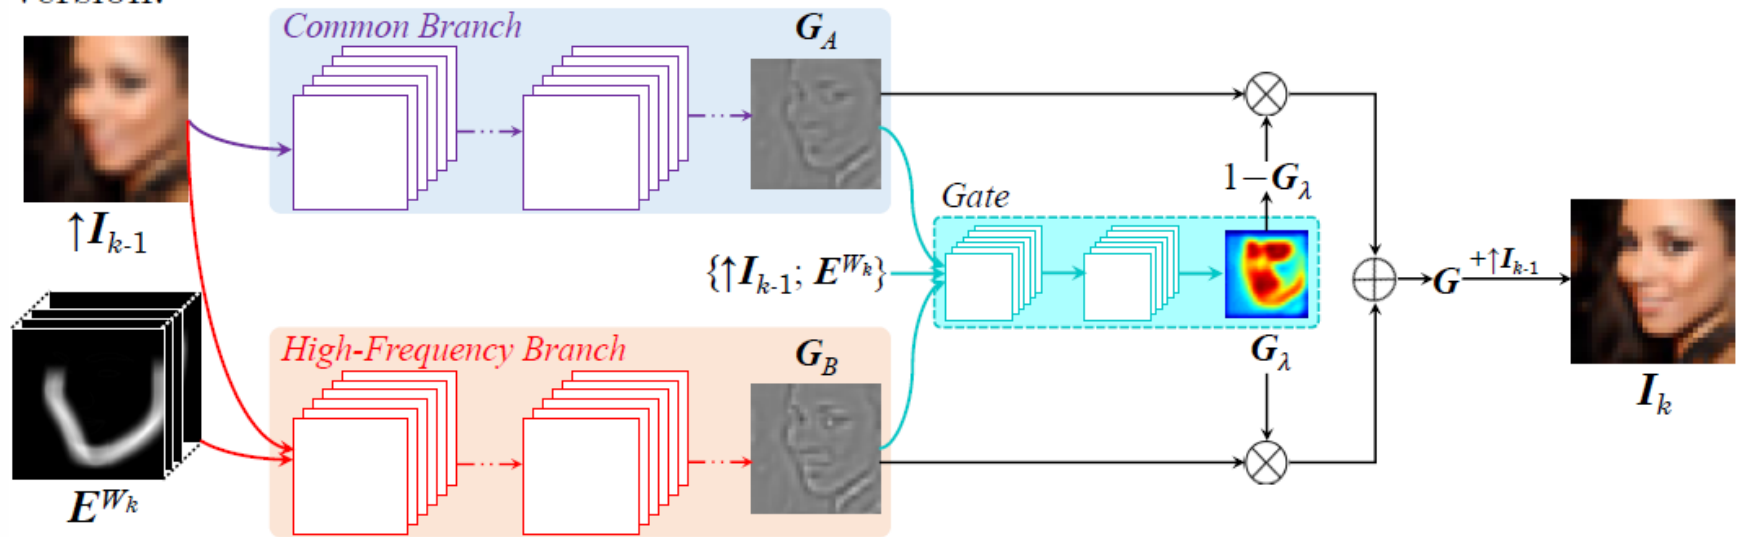 version.
Common Branch
G_A
↑I_{k-1}
Gate
1−G_λ
{↑I_{k-1}; E^{W_k}}
G
+↑I_{k-1}
High-Frequency Branch
G_B
G_λ
I_k
E^{W_k}